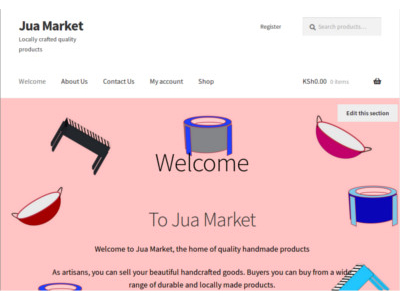 Jua Market
Locally crafted quality
products
Register
Search products…
Welcome
About Us
Contact Us
My account
Shop
KSh0.00 0 items
Edit this section
Welcome
To Jua Market
Welcome to Jua Market, the home of quality handmade products
As artisans, you can sell your beautiful handcrafted goods. Buyers you can buy from a wide
range of durable and locally made products.